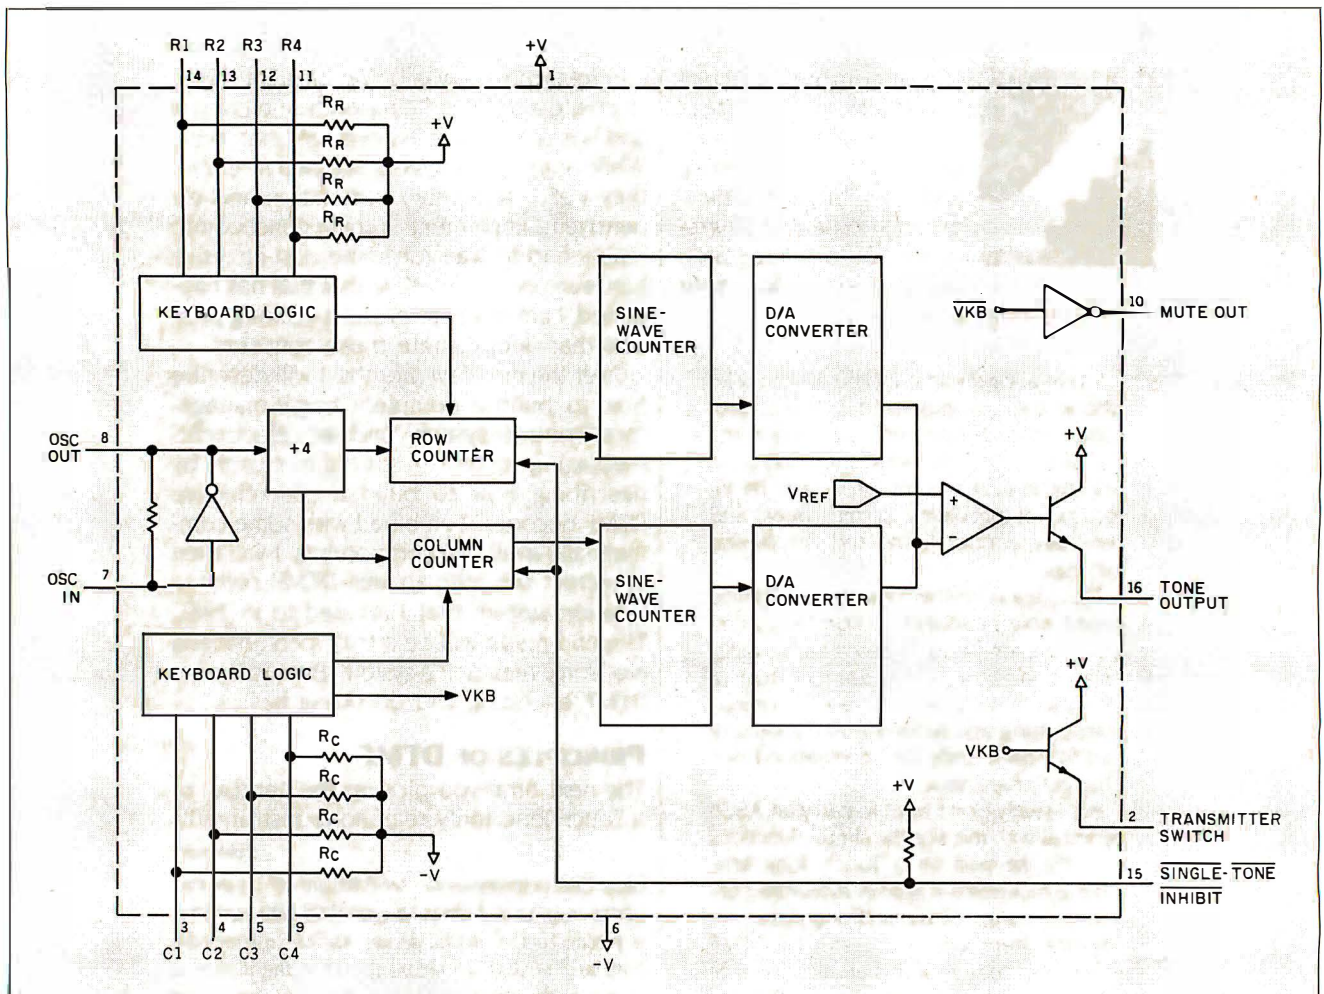 R1 R2 R3 R4
14 13 12 11
+V
1
RR
+V
RR
RR
RR
KEYBOARD LOGIC
SINE-
WAVE
COUNTER
D/A
CONVERTER
VKB
10
MUTE OUT
OSC
OUT
8
+4
ROW
COUNTER
VREF
+
-
+V
COLUMN
COUNTER
OSC
IN
7
SINE-
WAVE
COUNTER
D/A
CONVERTER
16
TONE
OUTPUT
KEYBOARD LOGIC
VKB
+V
VKB
RC
RC
RC
RC
-V
+V
2
TRANSMITTER
SWITCH
15
SINGLE-TONE
INHIBIT
3 4 5 9
C1 C2 C3 C4
6
-V